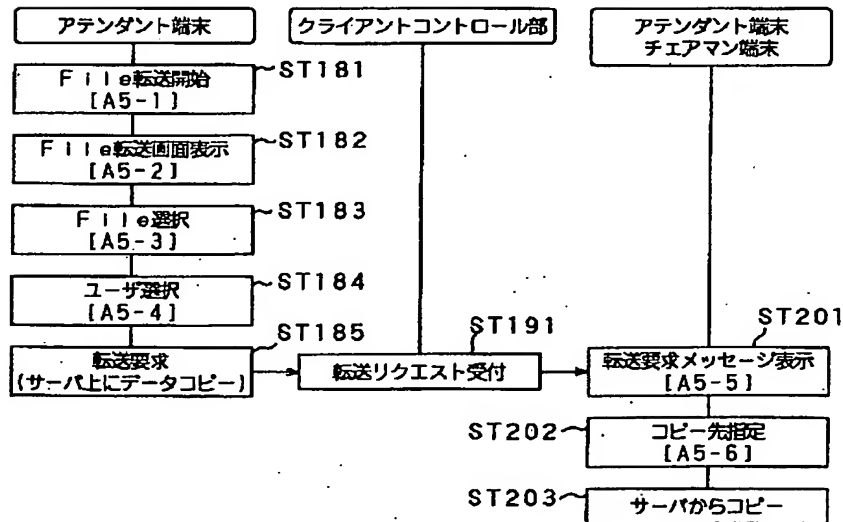 アテンダント端末
クライアントコントロール部
アテンダント端末
チェアマン端末
File転送開始
[A5-1]
ST181
File転送画面表示
[A5-2]
ST182
File選択
[A5-3]
ST183
ユーザ選択
[A5-4]
ST184
転送要求
(サーバ上にデータコピー)
ST185
転送リクエスト受付
ST191
転送要求メッセージ表示
[A5-5]
ST201
コピー先指定
[A5-6]
ST202
サーバからコピー
ST203